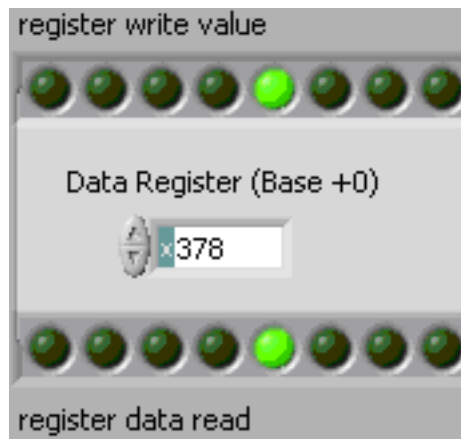 register write value
Data Register (Base +0)
x378
register data read